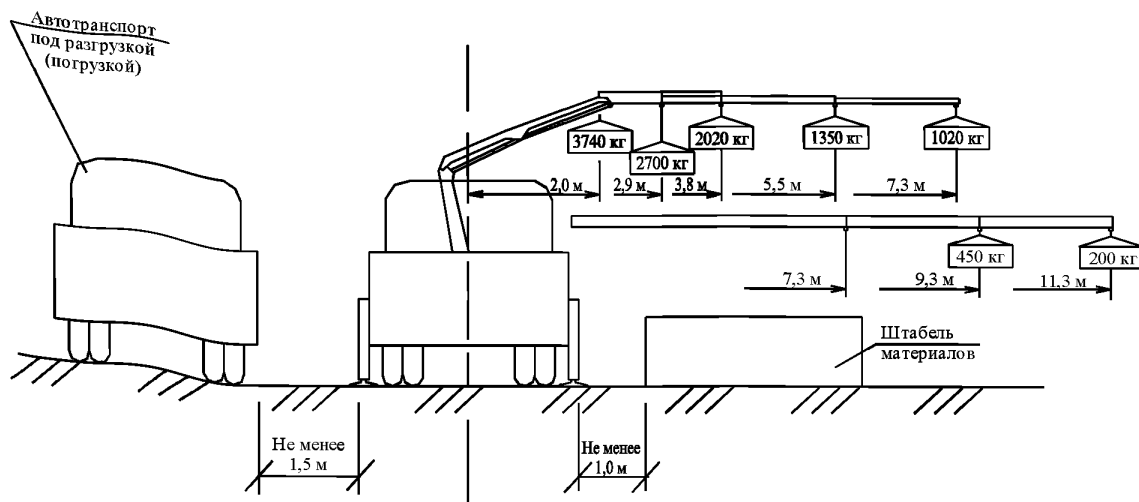 Автотранспорт
под разгрузкой
(погрузкой)
3740 кг
2700 кг
2020 кг
1350 кг
1020 кг
2,0 м
2,9 м
3,8 м
5,5 м
7,3 м
450 кг
200 кг
7,3 м
9,3 м
11,3 м
Штабель
материалов
Не менее
1,5 м
Не менее
1,0 м